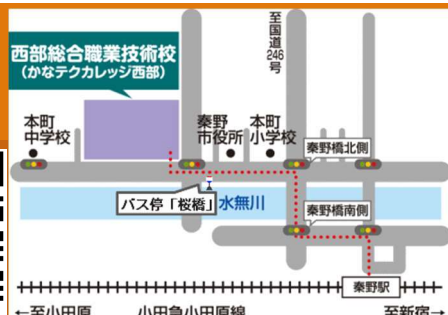 西部総合職業技術校
(かなテクカレッジ西部)
至国道246号
本町
中学校
秦野
市役所
本町
小学校
秦野橋北側
バス停「桜橋」
水無川
秦野橋南側
秦野駅
←至小田原
小田急小田原線
至新宿→